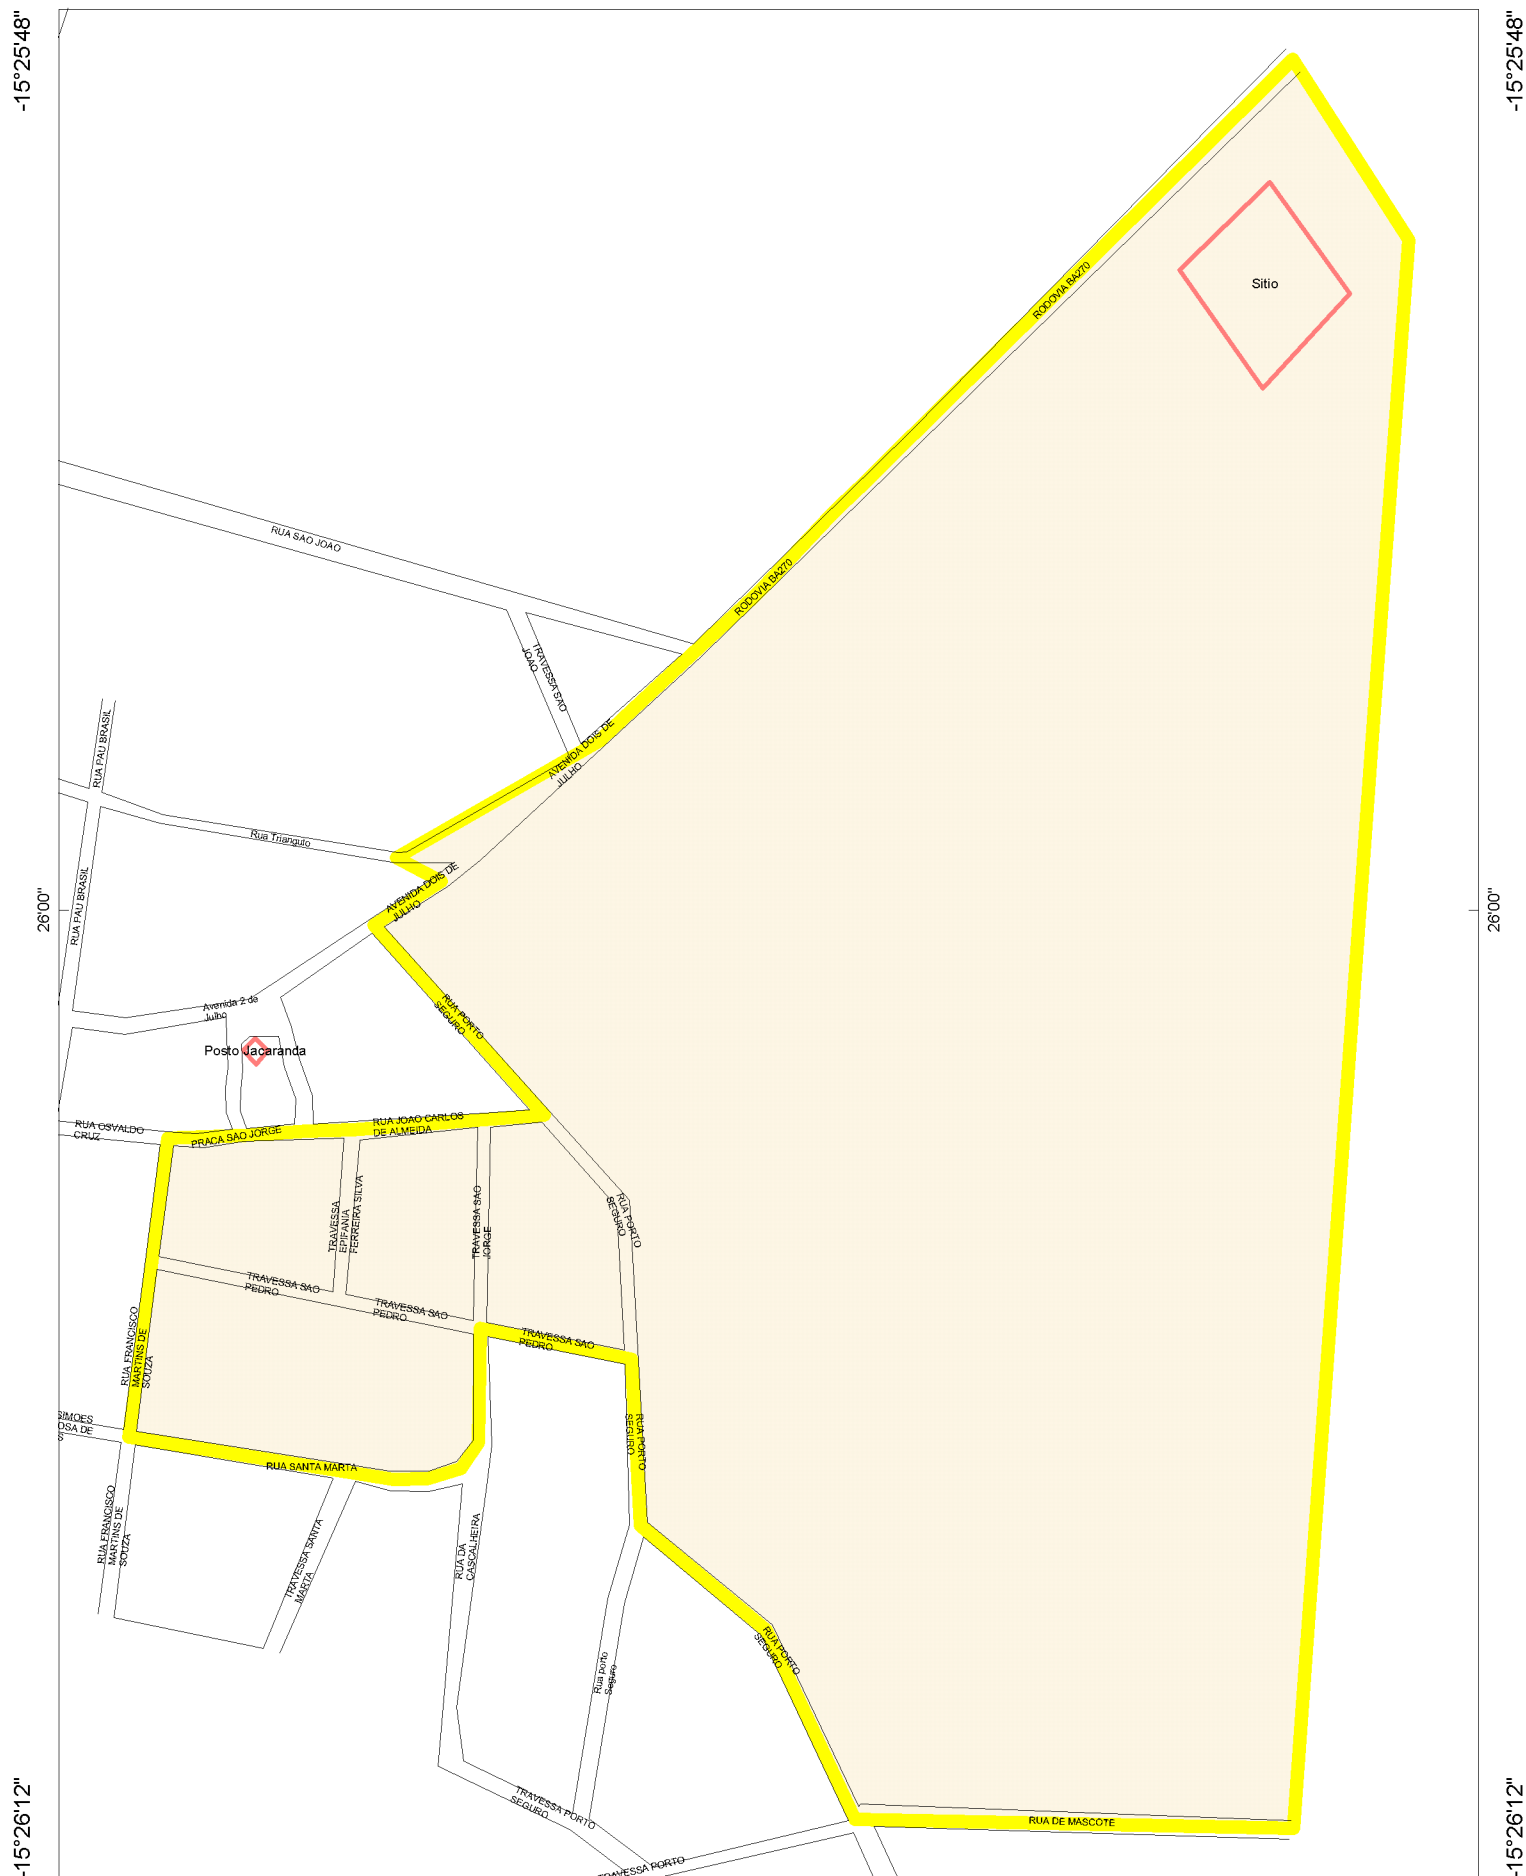 -15°25'48"
-15°25'48"
RODOVIA BA270
Sitio
RUA SAO JOAO
RODOVIA BA270
TRAVESSA SAO
JOAO
AVENIDA DOIS DE
JULHO
RUA PAU BRASIL
Rua Triangulo
RUA PAU BRASIL
AVENIDA DOIS DE
JULHO
26'00"
26'00"
Avenida 2 de
Julho
RUA PORTO
SEGURO
Posto Jacaranda
RUA OSVALDO
CRUZ
PRACA SAO JORGE
RUA JOAO CARLOS
DE ALMEIDA
TRAVESSA
EPIFANIA
FERREIRA SILVA
TRAVESSA SAO
JORGE
RUA PORTO
SEGURO
TRAVESSA SAO
PEDRO
TRAVESSA SAO
PEDRO
TRAVESSA SAO
PEDRO
RUA FRANCISCO
MARTINS DE
SOUZA
SIMOES
OSA DE
S
RUA PORTO
SEGURO
RUA SANTA MARTA
RUA FRANCISCO
MARTINS DE
SOUZA
TRAVESSA SANTA
MARTA
RUA DA
CASCALHEIRA
Rua porto
Seguro
RUA PORTO
SEGURO
TRAVESSA PORTO
SEGURO
RUA DE MASCOTE
TRAVESSA PORTO
-15°26'12"
-15°26'12"